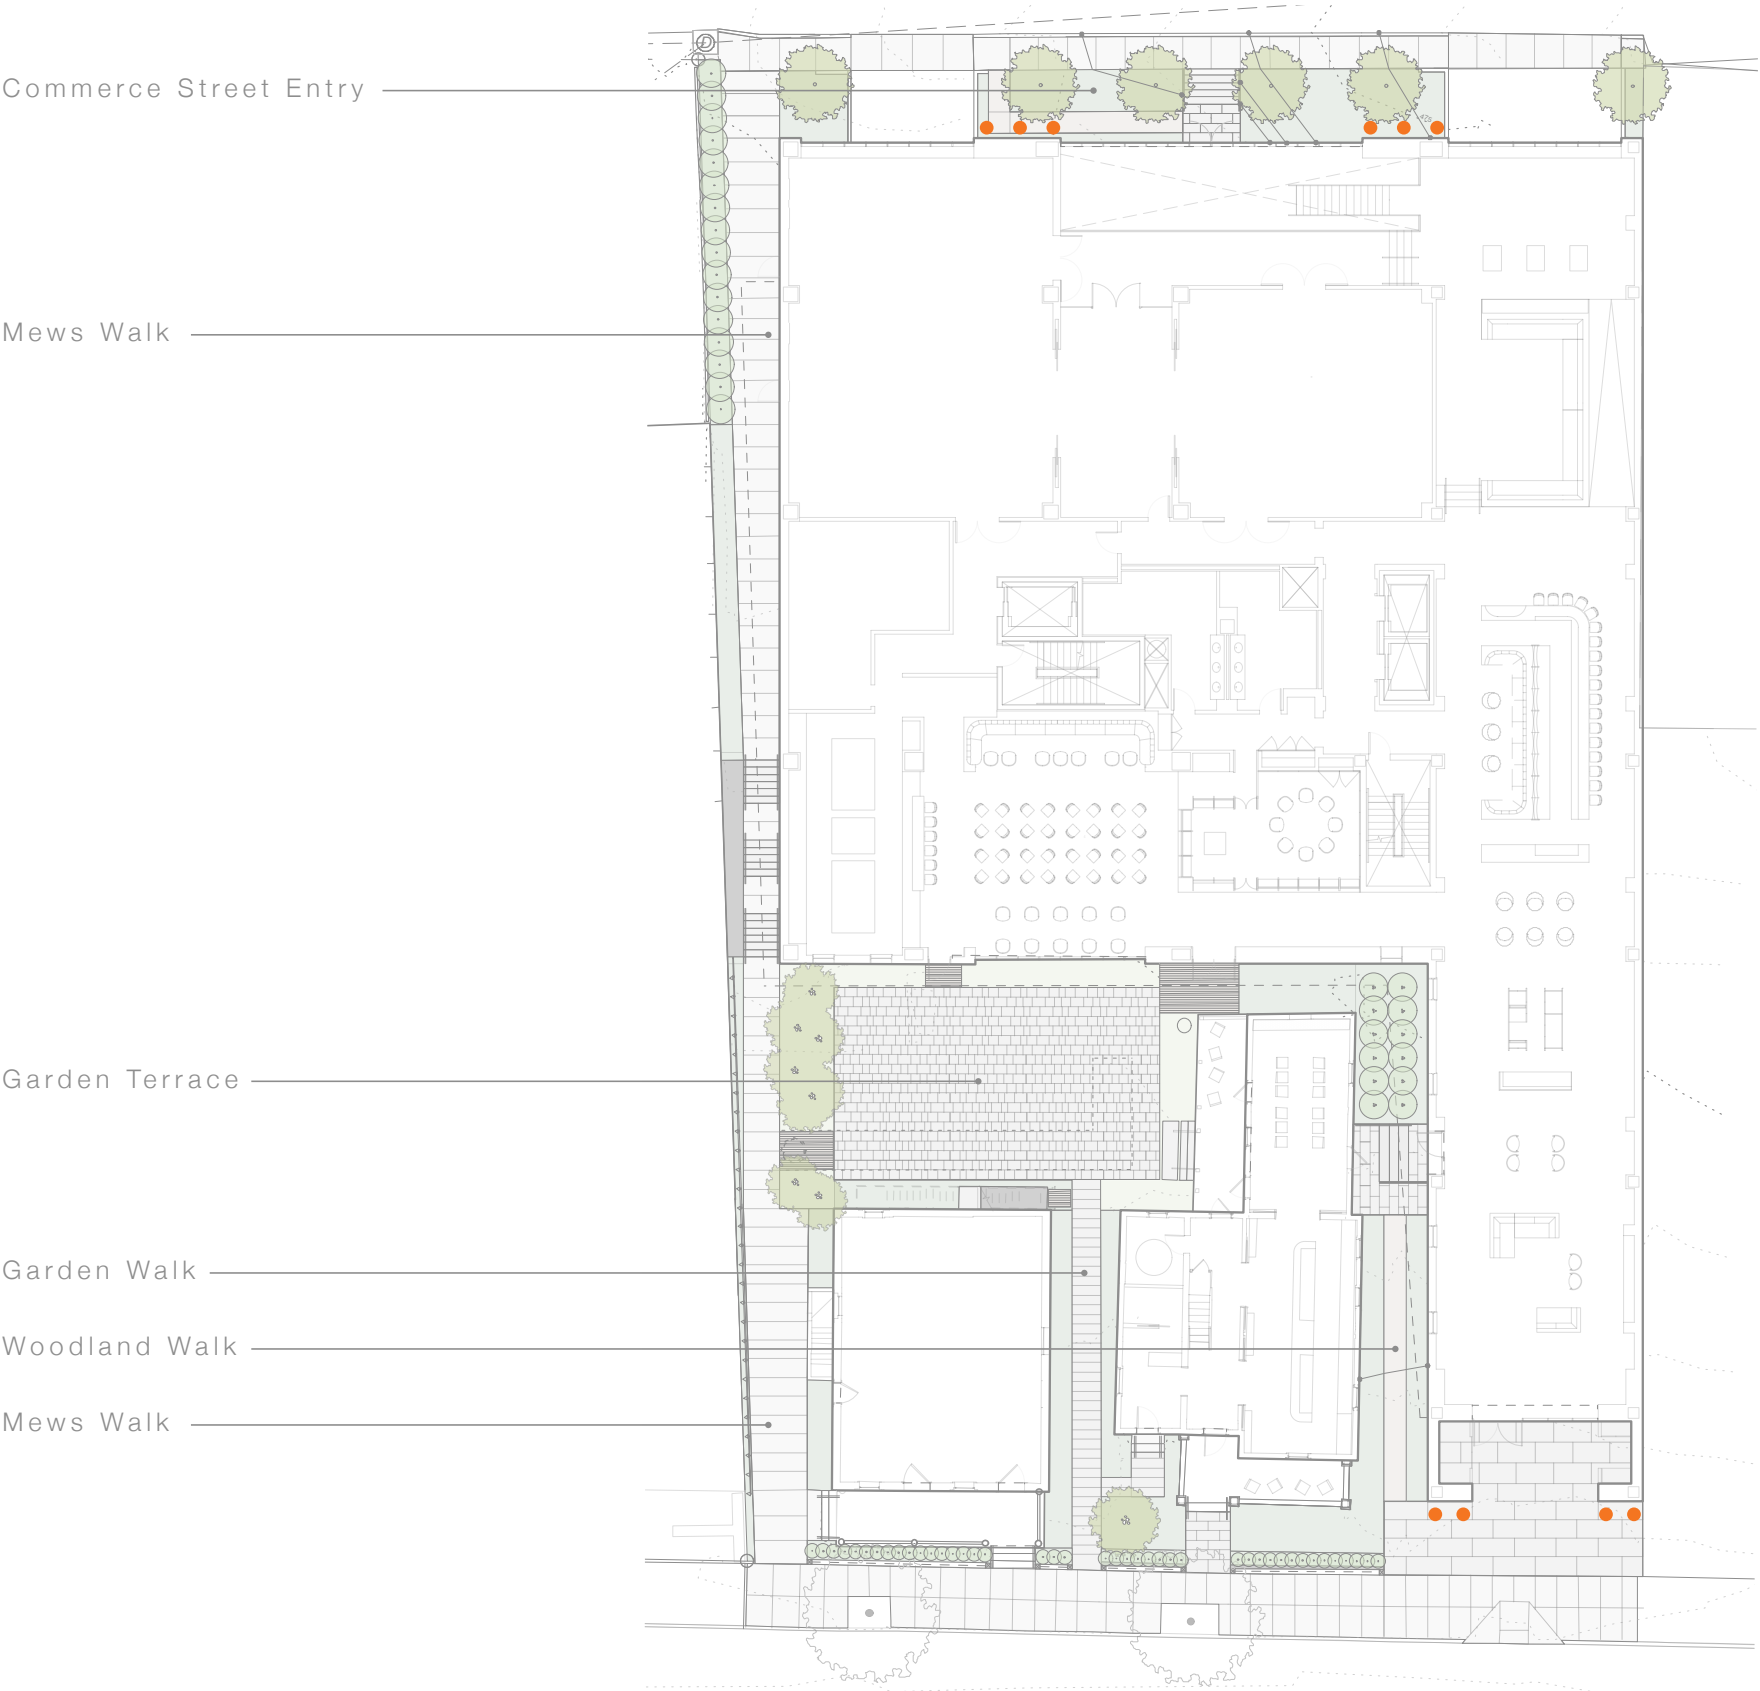 Commerce Street Entry
Mews Walk
Garden Terrace
Garden Walk
Woodland Walk
Mews Walk